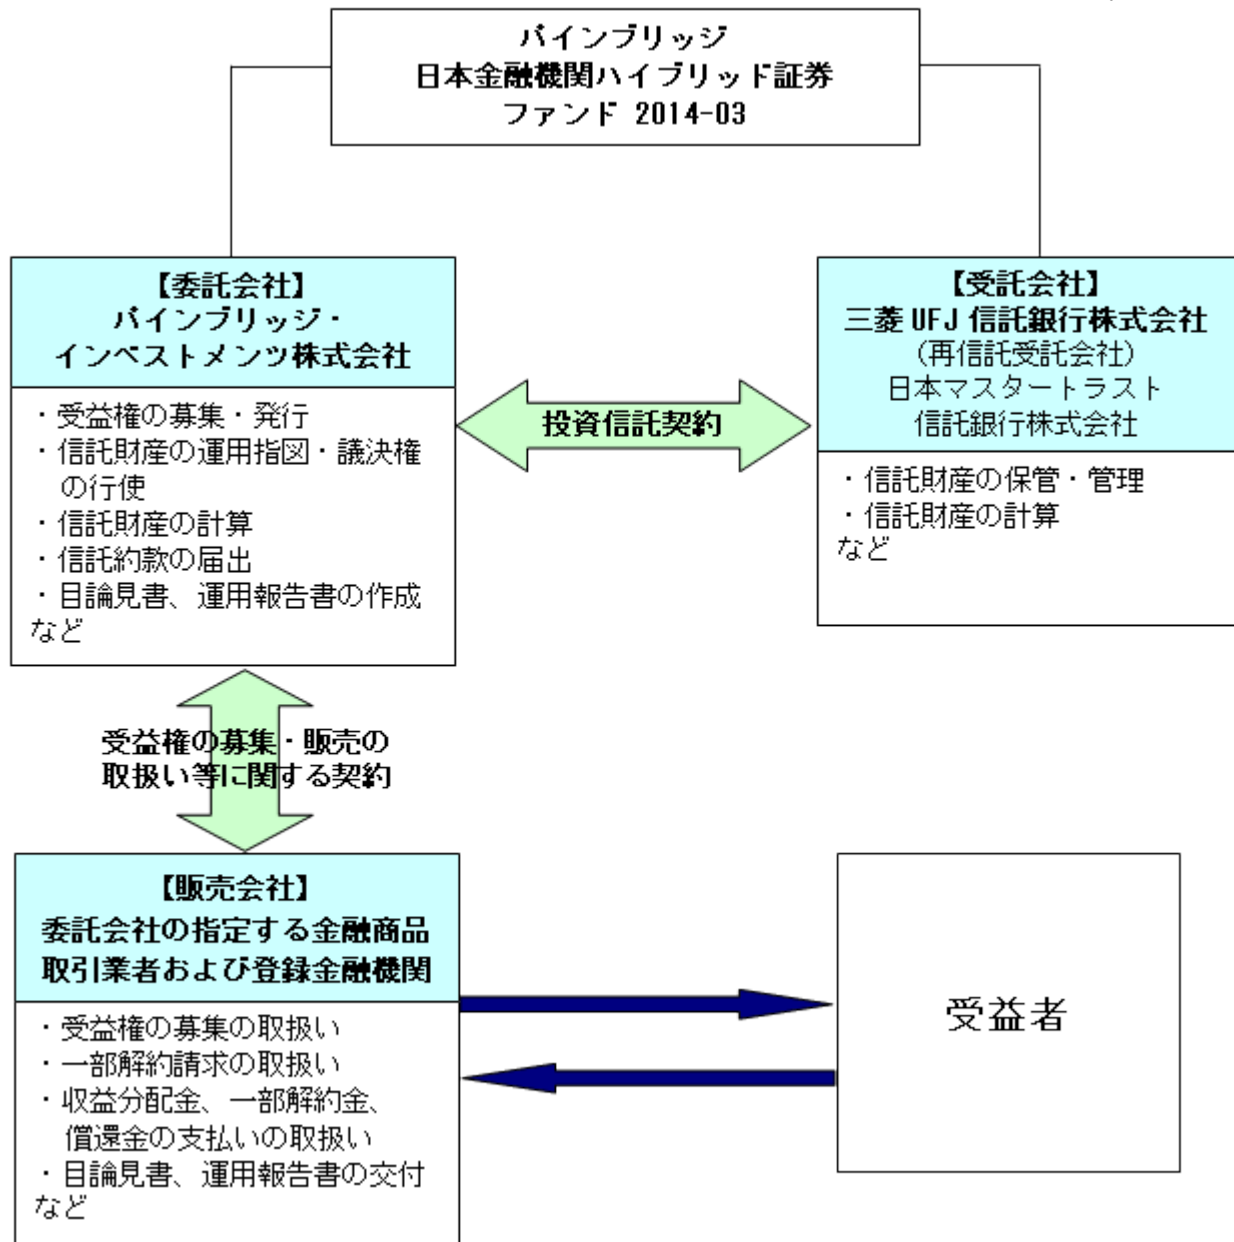 パインブリッジ
日本金融機関ハイブリッド証券
ファンド 2014-03
【委託会社】
パインブリッジ・
インベストメンツ株式会社
・受益権の募集・発行
・信託財産の運用指図・議決権
の行使
・信託財産の計算
・信託約款の届出
・目論見書、運用報告書の作成
など
投資信託契約
【受託会社】
三菱 UFJ 信託銀行株式会社
（再信託受託会社）
日本マスタートラスト
信託銀行株式会社
・信託財産の保管・管理
・信託財産の計算
など
受益権の募集・販売の
取扱い等に関する契約
【販売会社】
委託会社の指定する金融商品
取引業者および登録金融機関
・受益権の募集の取扱い
・一部解約請求の取扱い
・収益分配金、一部解約金、
償還金の支払いの取扱い
・目論見書、運用報告書の交付
など
受益者